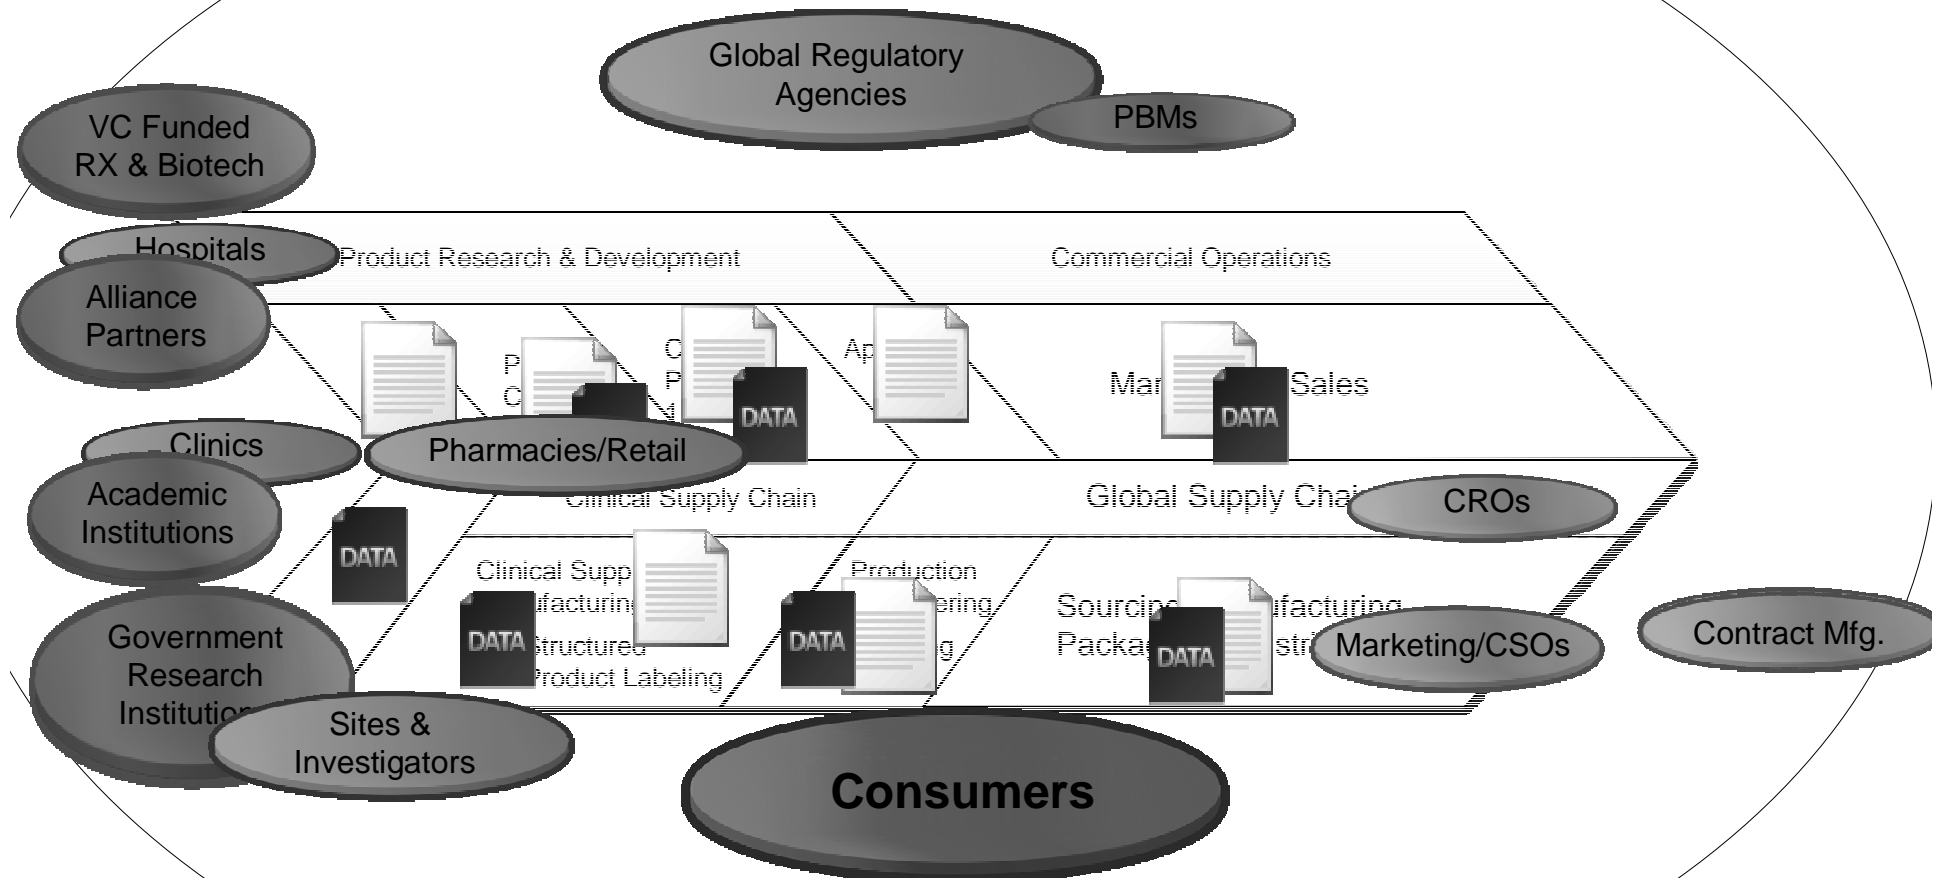 Global Regulatory
Agencies
PBMs
VC Funded
RX & Biotech
Hospitals
Product Research & Development
Commercial Operations
Alliance
Partners
Sales
Clinics
Pharmacies/Retail
DATA
DATA
Academic
Institutions
Clinical Supply Chain
Global Supply
CROs
DATA
Clinical
Production
DATA
Structured
Product Labeling
DATA
DATA
Marketing/CSOs
Contract Mfg.
Government
Research
Sites &
Investigators
Consumers